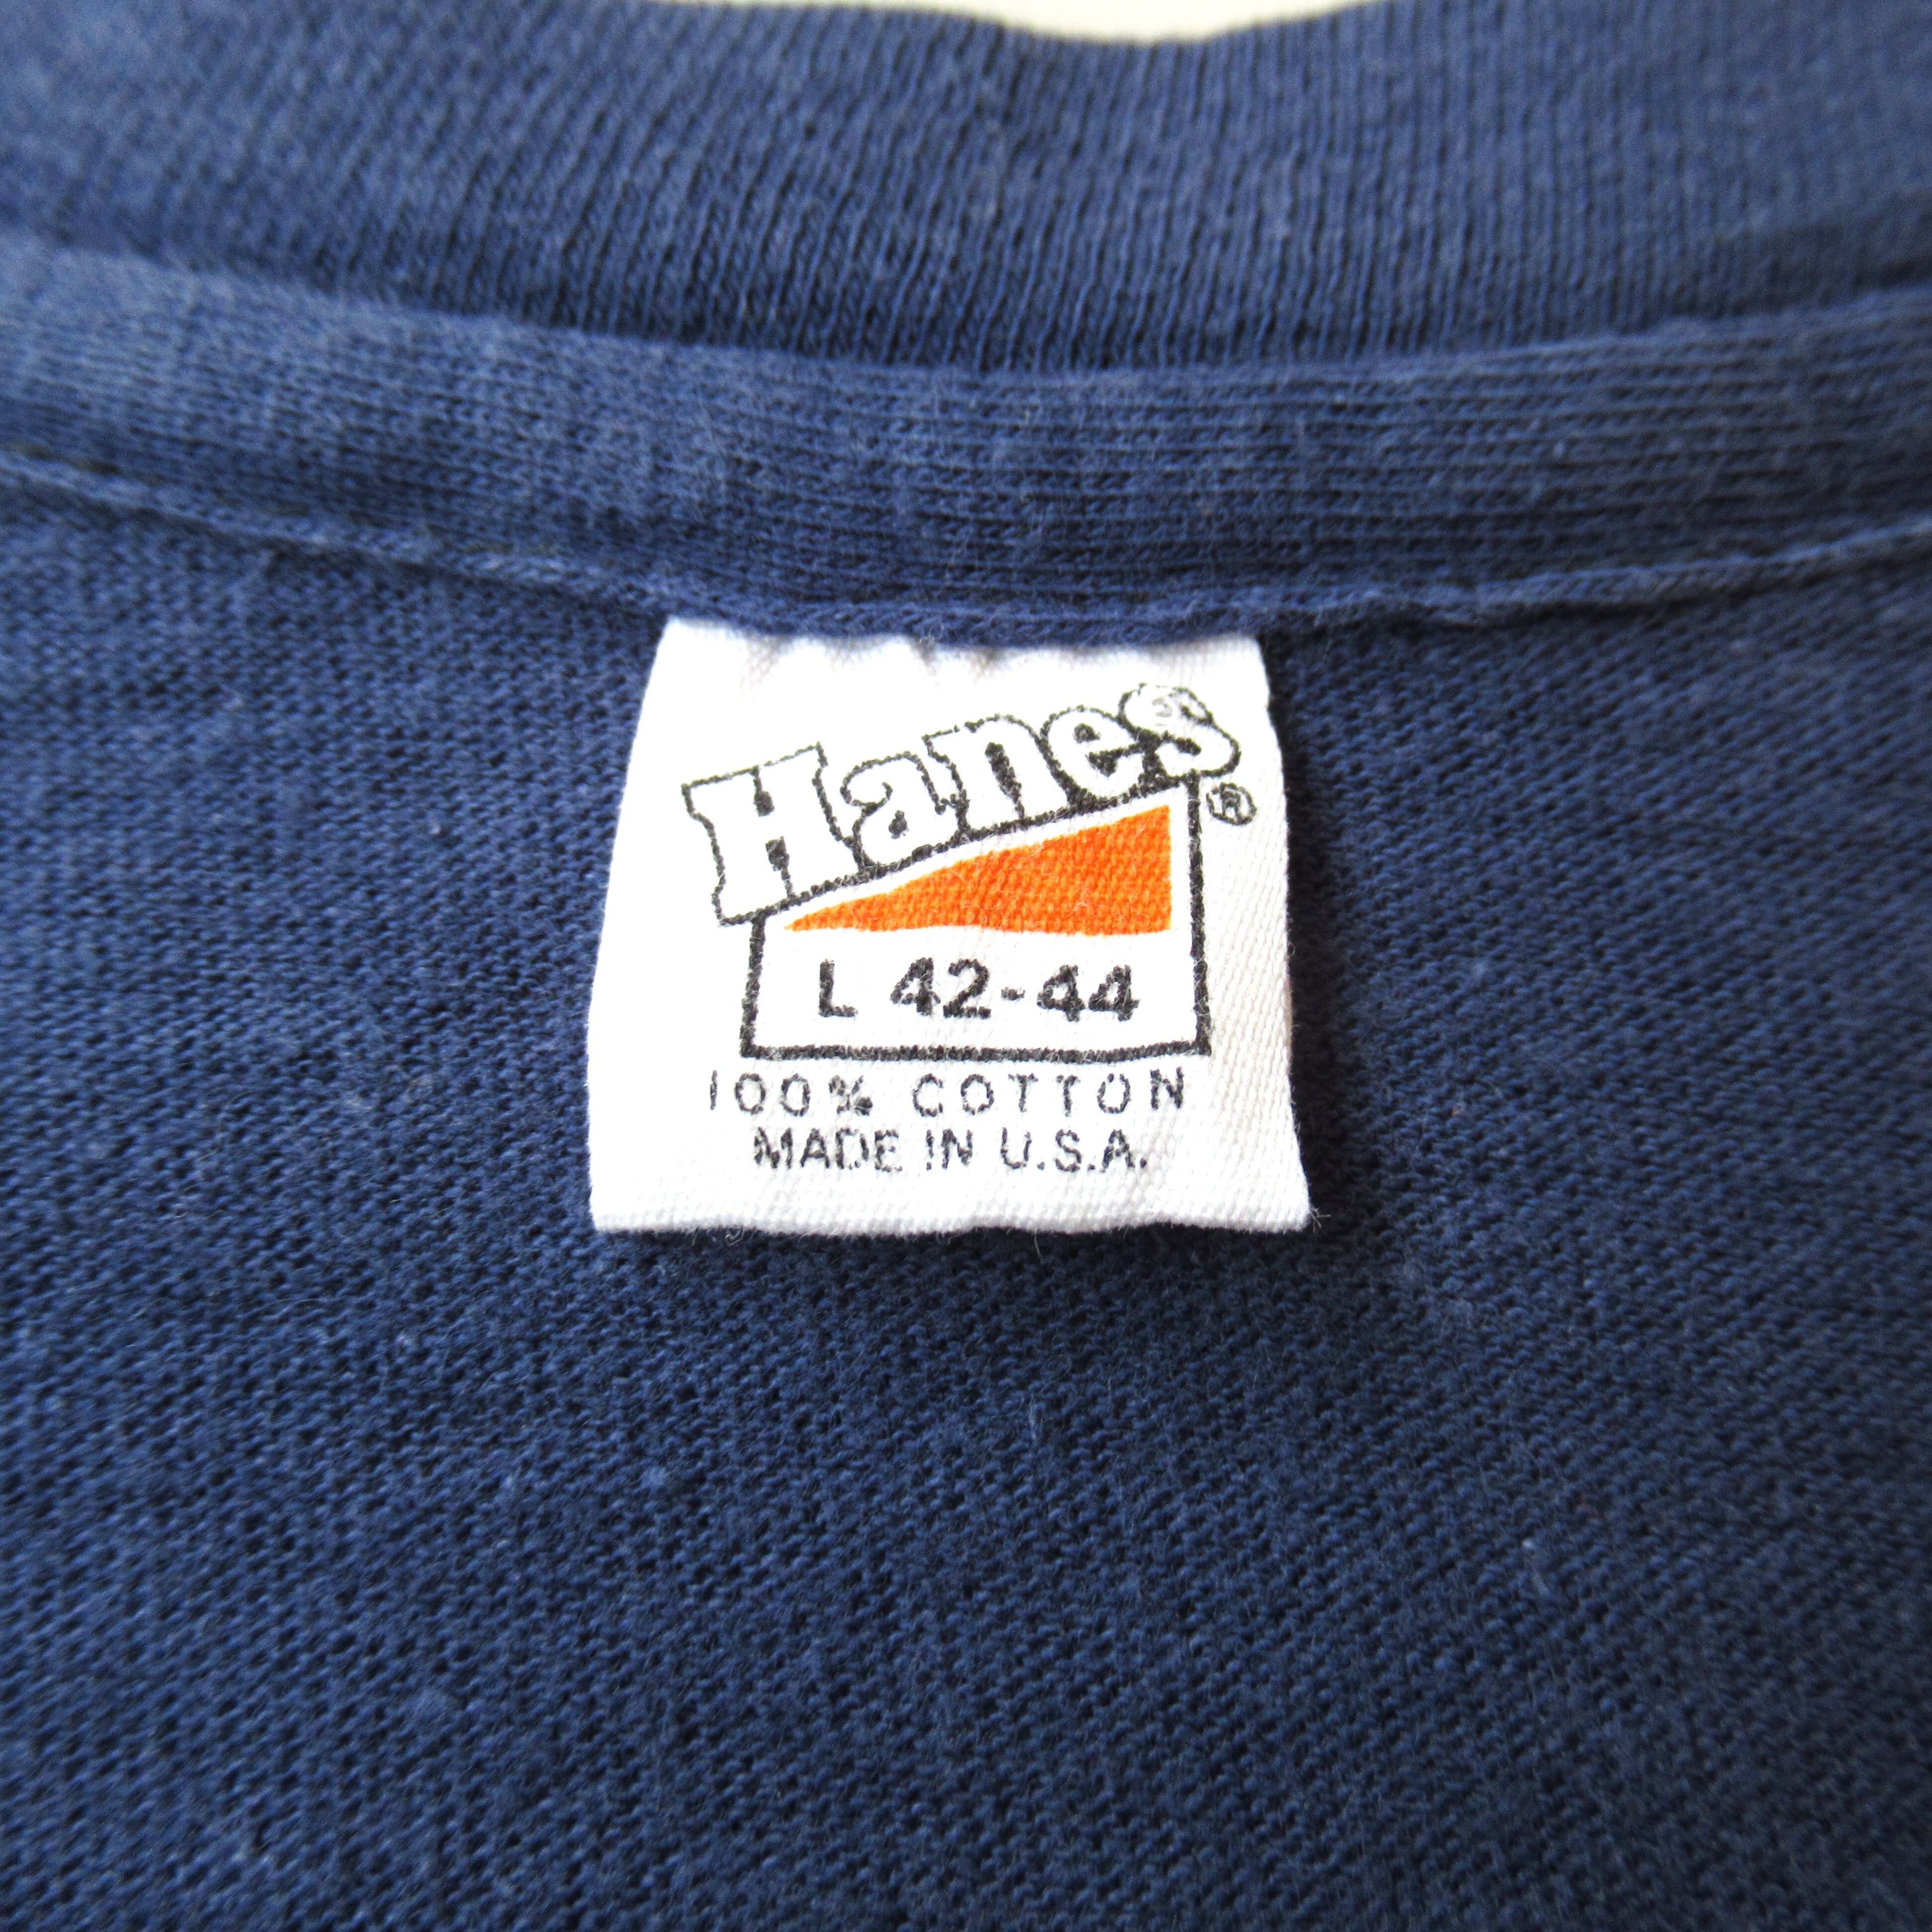 Hanes®
L 42-44
100% COTTON
MADE IN U.S.A.